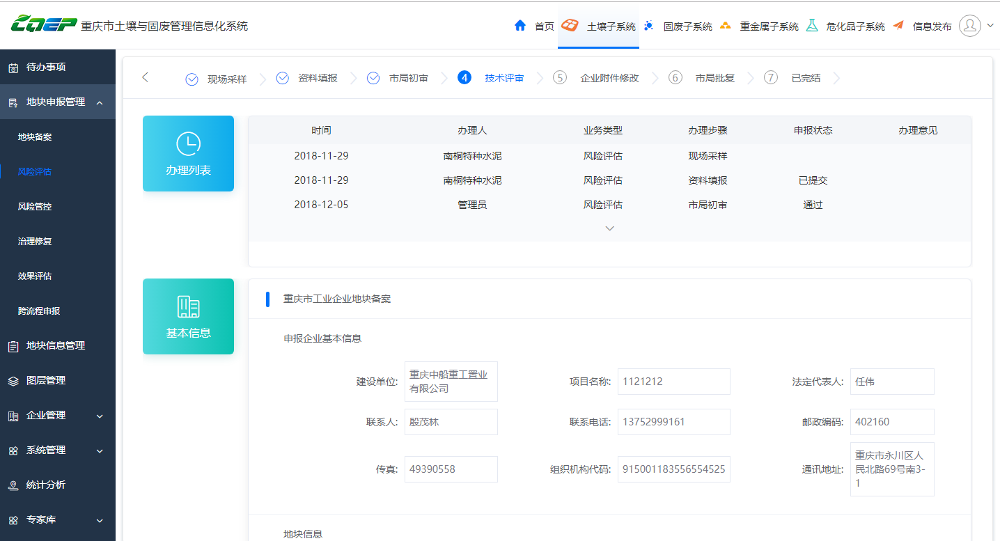 CQEP 重庆市土壤与固废管理信息化系统
首页 土壤子系统 固废子系统 重金属子系统 危化品子系统 信息发布
待办事项
地块申报管理
地块备案
风险评估
风险管控
治理修复
效果评估
跨流程申报
地块信息管理
图层管理
企业管理
系统管理
统计分析
专家库
现场采样 资料填报 市局初审 4 技术评审 5 企业附件修改 6 市局批复 7 已完结
办理列表
时间 办理人 业务类型 办理步骤 申报状态 办理意见
2018-11-29 南桐特种水泥 风险评估 现场采样
2018-11-29 南桐特种水泥 风险评估 资料填报 已提交
2018-12-05 管理员 风险评估 市局初审 通过
基本信息
重庆市工业企业地块备案
申报企业基本信息
建设单位: 重庆中船重工置业
有限公司
项目名称: 1121212
法定代表人: 任伟
联系人: 殷茂林
联系电话: 13752999161
邮政编码: 402160
传真: 49390558
组织机构代码: 915001183556554525
通讯地址: 重庆市永川区人
民北路69号南3-
1
地块信息